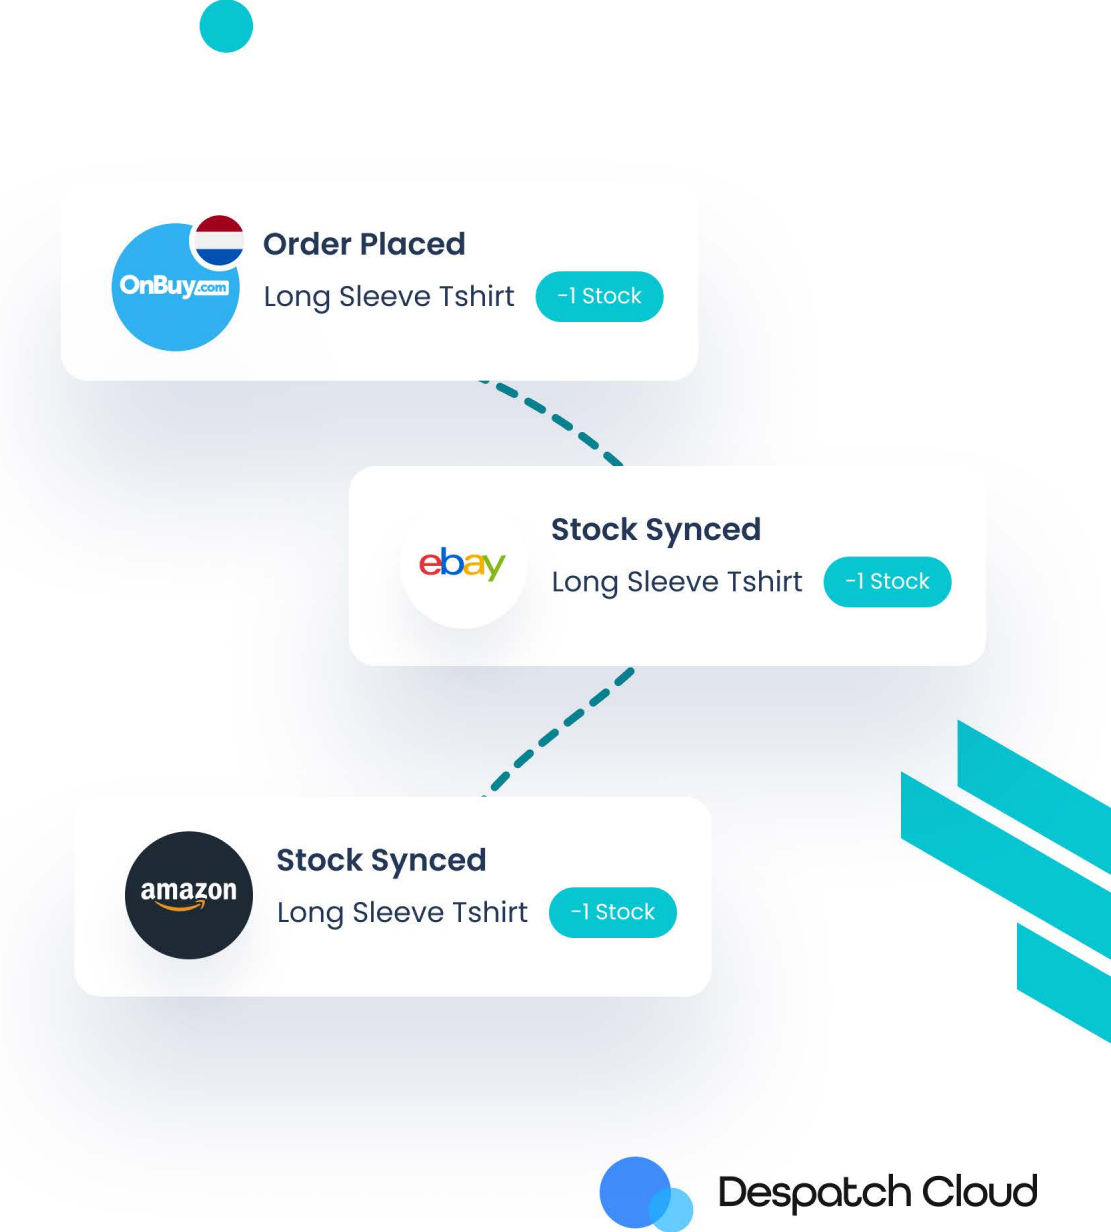 OnBuy.com
Order Placed
Long Sleeve Tshirt
-1 Stock
ebay
Stock Synced
Long Sleeve Tshirt
-1 Stock
amazon
Stock Synced
Long Sleeve Tshirt
-1 Stock
Despatch Cloud